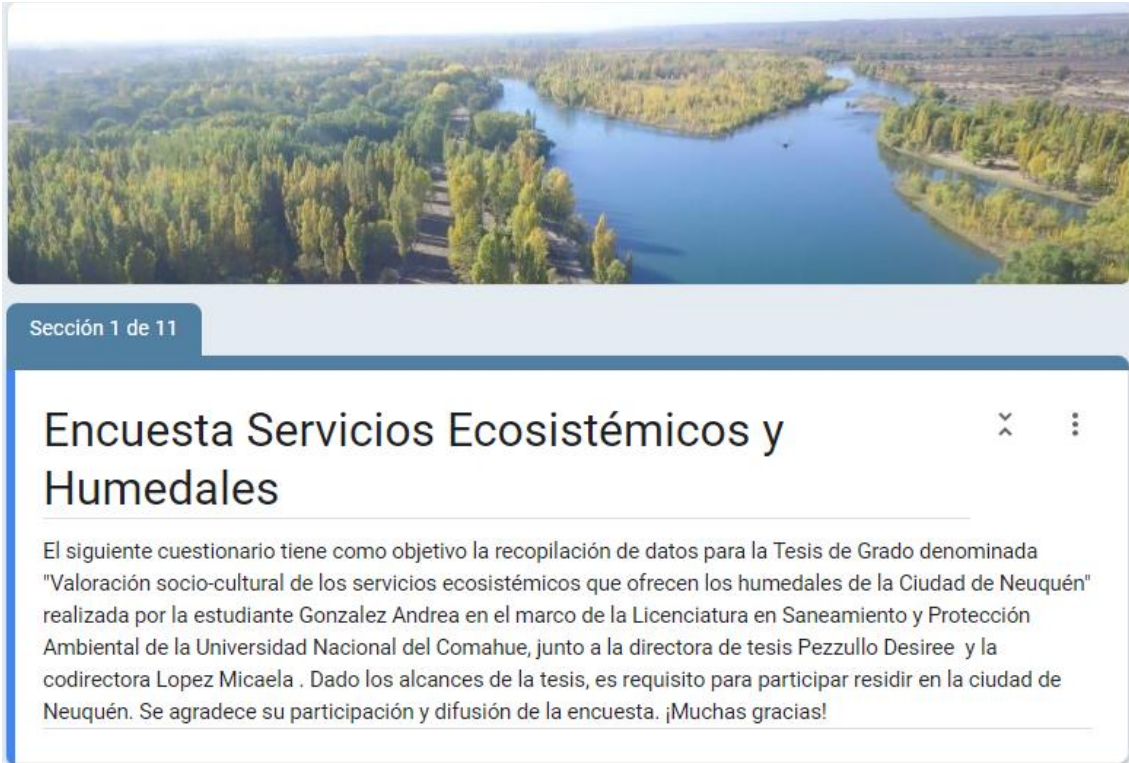 Sección 1 de 11
Encuesta Servicios Ecosistémicos y
Humedales
El siguiente cuestionario tiene como objetivo la recopilación de datos para la Tesis de Grado denominada
"Valoración socio-cultural de los servicios ecosistémicos que ofrecen los humedales de la Ciudad de Neuquén"
realizada por la estudiante Gonzalez Andrea en el marco de la Licenciatura en Saneamiento y Protección
Ambiental de la Universidad Nacional del Comahue, junto a la directora de tesis Pezzullo Desiree  y la
codirectora Lopez Micaela . Dado los alcances de la tesis, es requisito para participar residir en la ciudad de
Neuquén. Se agradece su participación y difusión de la encuesta. ¡Muchas gracias!